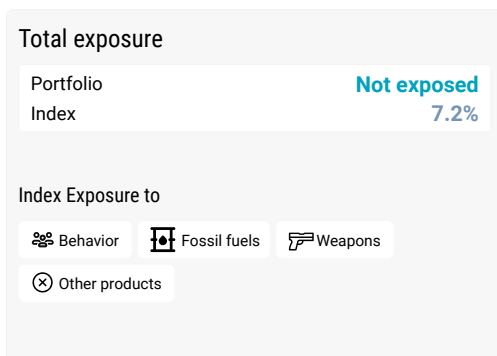 Total exposure
Portfolio Not exposed
Index 7.2%
Index Exposure to
Behavior Fossil fuels Weapons
Other products